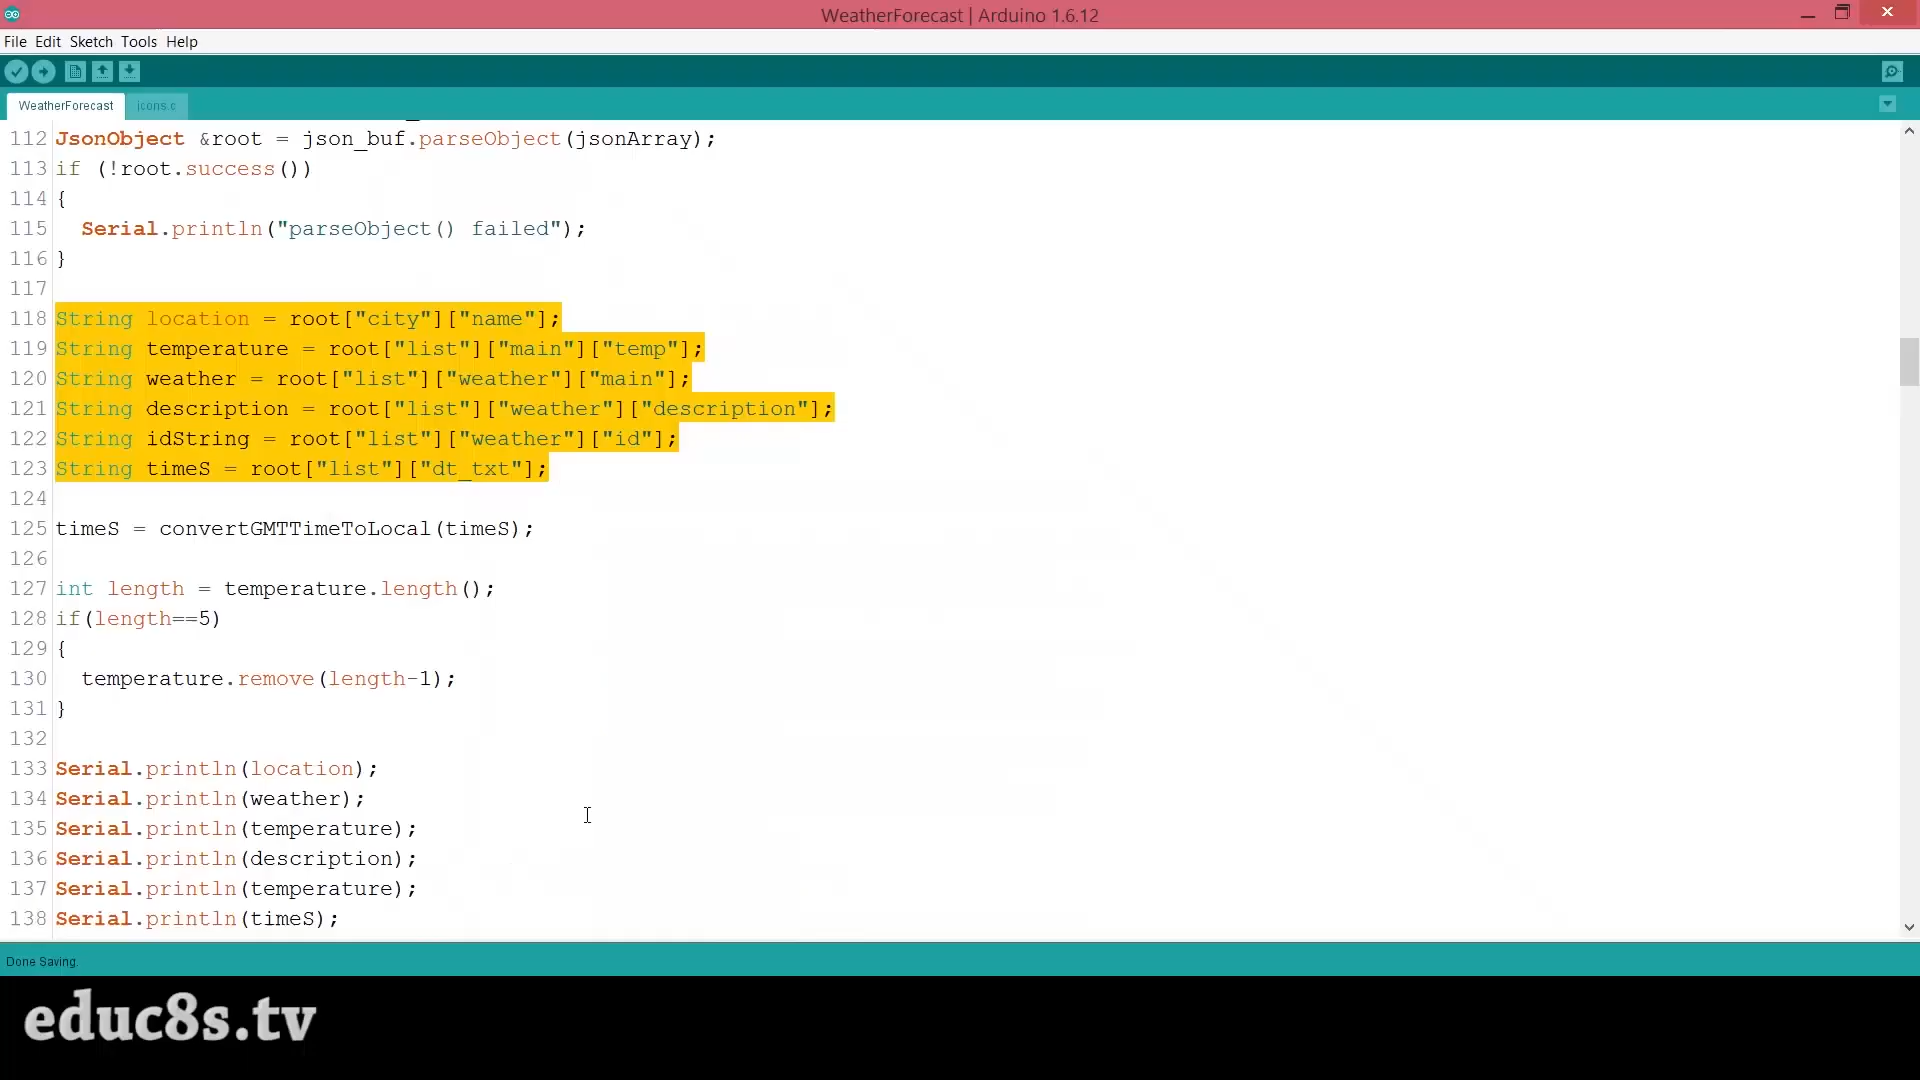 WeatherForecast | Arduino 1.6.12
File Edit Sketch Tools Help
WeatherForecast icons.c
112 JsonObject &root = json_buf.parseObject(jsonArray);
113 if (!root.success())
114 {
115   Serial.println("parseObject() failed");
116 }
117
118 String location = root["city"]["name"];
119 String temperature = root["list"]["main"]["temp"];
120 String weather = root["list"]["weather"]["main"];
121 String description = root["list"]["weather"]["description"];
122 String idString = root["list"]["weather"]["id"];
123 String timeS = root["list"]["dt_txt"];
124
125 timeS = convertGMTTimeToLocal(timeS);
126
127 int length = temperature.length();
128 if(length==5)
129 {
130   temperature.remove(length-1);
131 }
132
133 Serial.println(location);
134 Serial.println(weather);
135 Serial.println(temperature);
136 Serial.println(description);
137 Serial.println(temperature);
138 Serial.println(timeS);
Done Saving.
educ8s.tv